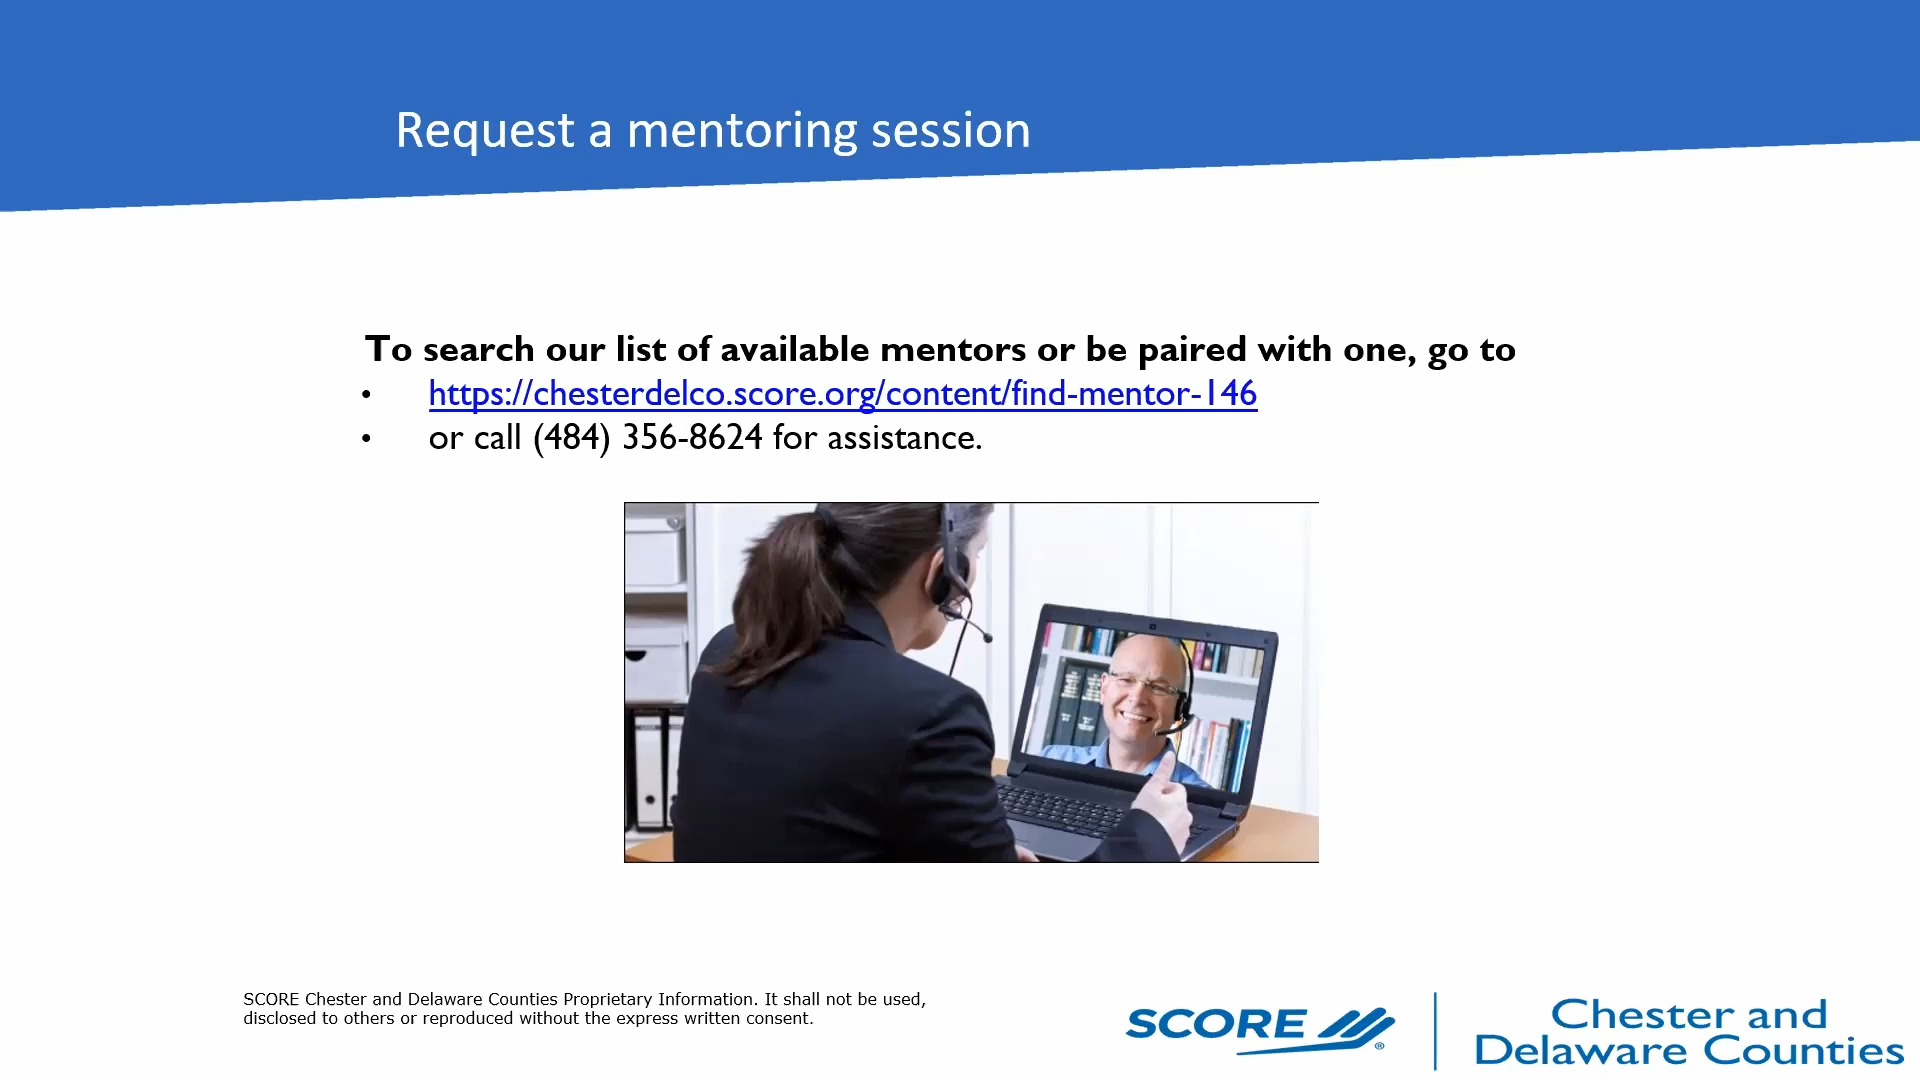 Request a mentoring session
To search our list of available mentors or be paired with one, go to
• https://chesterdelco.score.org/content/find-mentor-146
• or call (484) 356-8624 for assistance.
SCORE Chester and Delaware Counties Proprietary Information. It shall not be used,
disclosed to others or reproduced without the express written consent.
SCORE ®
Chester and
Delaware Counties